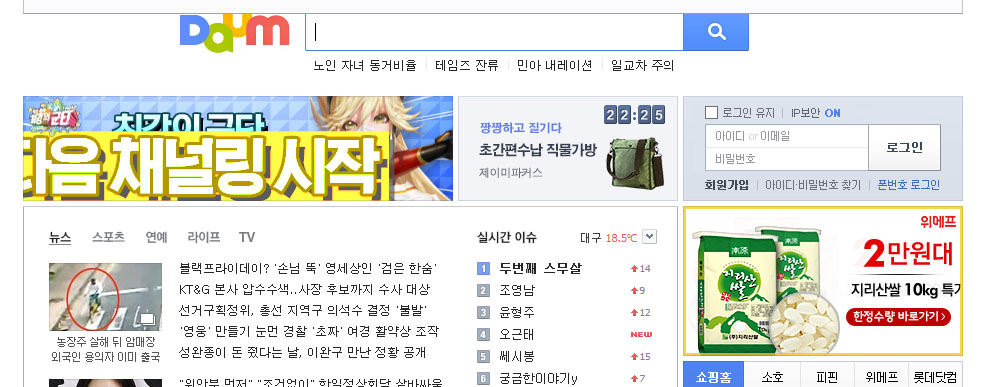 Daum
노인 자녀 동거비율 테임즈 잔류 민아 내레이션 일교차 주의
최강의 군단
다음 채널링 시작
짱짱하고 질기다
초간편수납 직물가방
제이미파커스
22:25
로그인 유지 IP보안 ON
아이디 or 이메일
비밀번호
로그인
회원가입 아이디·비밀번호 찾기 폰번호 로그인
뉴스 스포츠 연예 라이프 TV
블랙프라이데이? '손님 뚝' 영세상인 '검은 한숨'
KT&G 본사 압수수색..사장 후보까지 수사 대상
선거구획정위, 총선 지역구 의석수 결정 '불발'
'영웅' 만들기 눈먼 경찰 '초짜' 여경 활약상 조작
성완종이 돈 줬다는 날, 이완구 만난 정황 공개
"위안부 먼저" "조건없이" 한일정상회담 샅바싸움
농장주 살해 뒤 암매장
외국인 용의자 이미 출국
실시간 이슈 대구 18.5℃
1 두번째 스무살 14
2 조영남 9
3 윤형주 12
4 오근태 NEW
5 쎄시봉 15
6 궁금한이야기y 7
위메프
2만원대
지리산쌀 10kg 특가
한정수량 바로가기 >
지리산쌀
쇼핑홈 소호 피핀 위메프 롯데닷컴